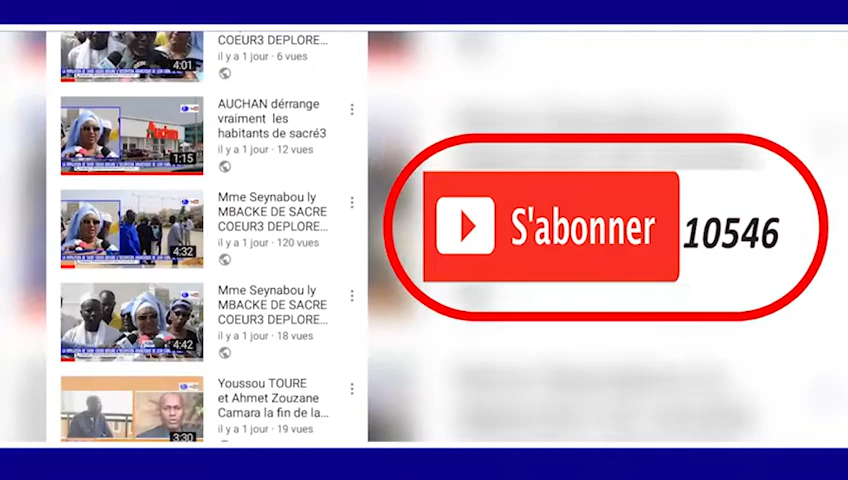 COEUR3 DEPLORE...
il y a 1 jour · 6 vues
4:01
AUCHAN dérrange
vraiment les
habitants de sacré3
il y a 1 jour · 12 vues
Auchan
1:15
Mme Seynabou ly
MBACKE DE SACRE
COEUR3 DEPLORE...
il y a 1 jour · 120 vues
4:32
Mme Seynabou ly
MBACKE DE SACRE
COEUR3 DEPLORE...
il y a 1 jour · 18 vues
4:42
Youssou TOURE
et Ahmet Zouzane
Camara la fin de la...
il y a 1 jour · 19 vues
3:30
S'abonner
10546